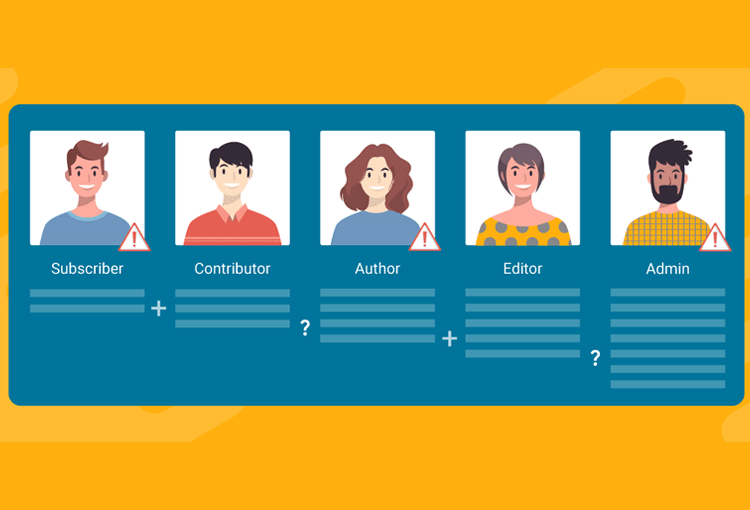 Subscriber
Contributor
Author
Editor
Admin
+
?
+
?